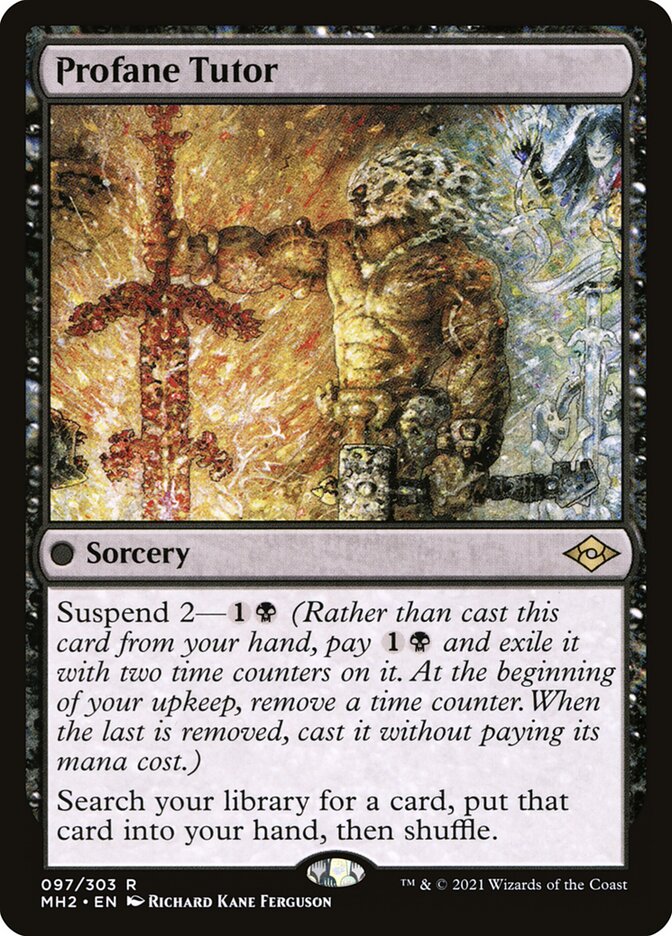 Profane Tutor
Sorcery
Suspend 2—1 (Rather than cast this
card from your hand, pay 1 and exile it
with two time counters on it. At the beginning
of your upkeep, remove a time counter. When
the last is removed, cast it without paying its
mana cost.)
Search your library for a card, put that
card into your hand, then shuffle.
097/303 R
MH2 • EN Richard Kane Ferguson
™ & © 2021 Wizards of the Coast